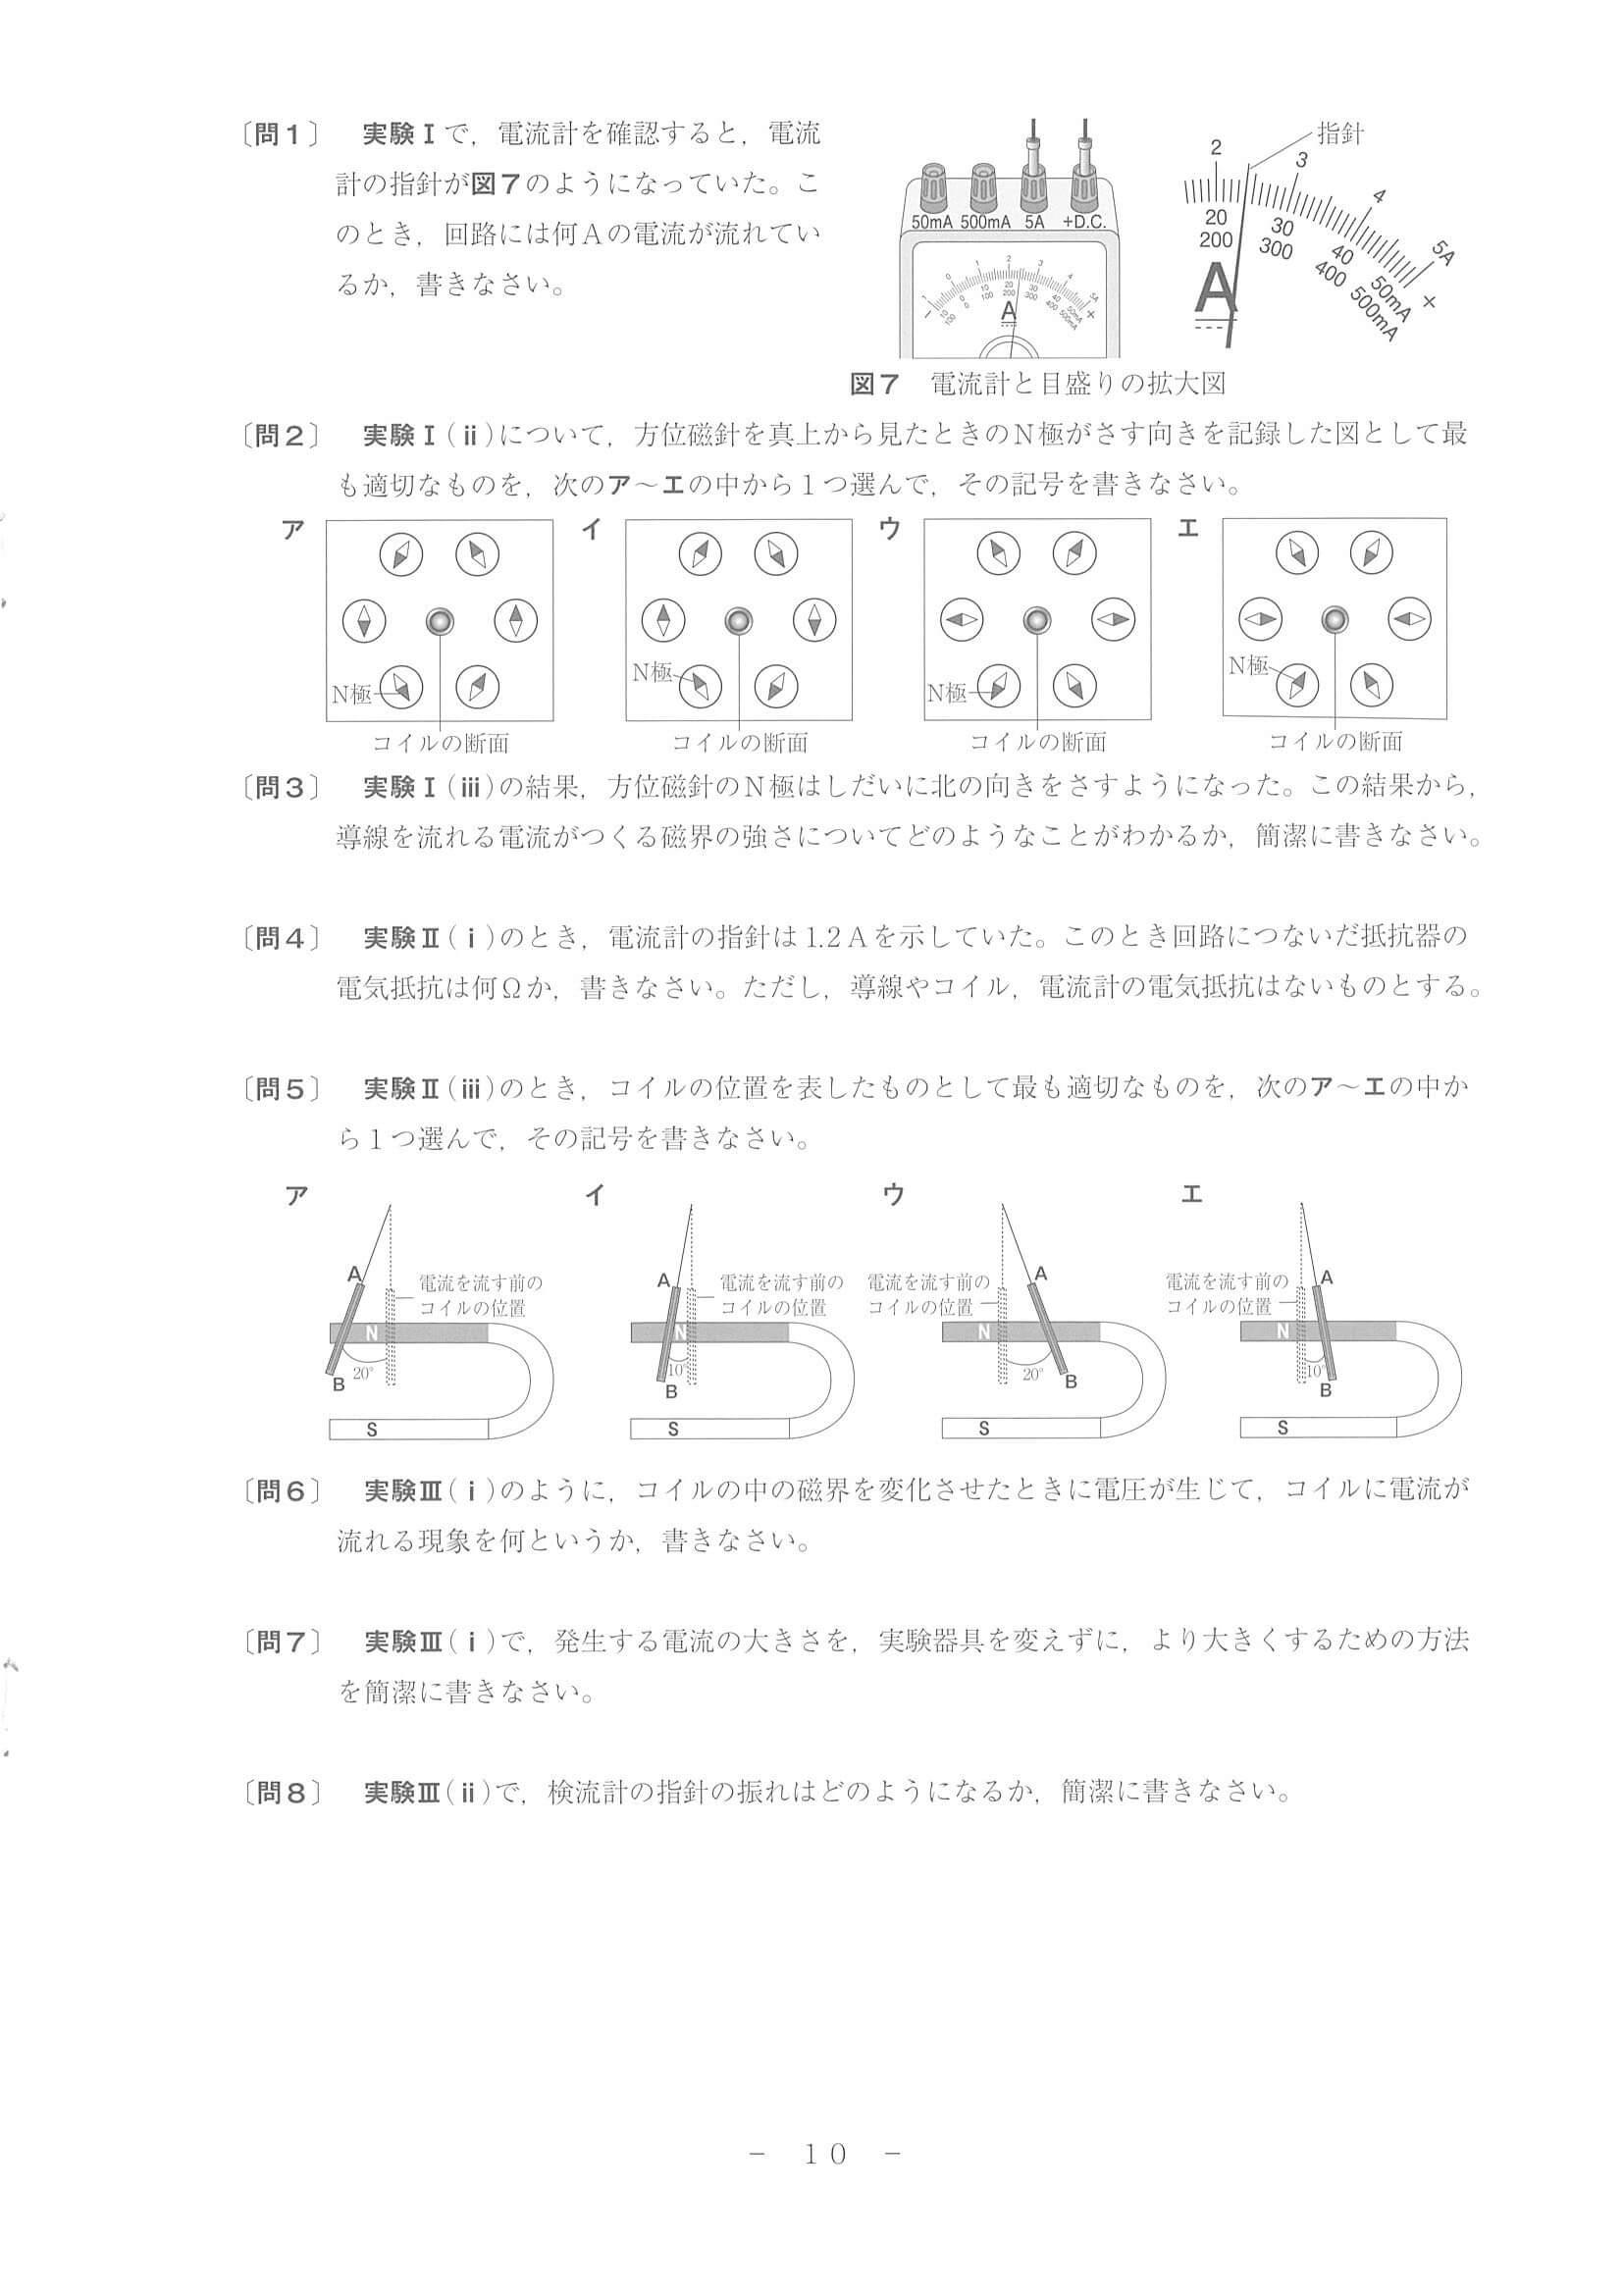 〔問１〕　実験Ⅰで，電流計を確認すると，電流
計の指針が図７のようになっていた。こ
のとき，回路には何Ａの電流が流れてい
るか，書きなさい。
50mA 500mA 5A +D.C.
0 1 2 3 4 5A
0 10 20 30 40 50mA
0 100 200 300 400 500mA
A
指針
2 3 4 5A
20 30 40 50mA
200 300 400 500mA
+
A
図７　電流計と目盛りの拡大図
〔問２〕　実験Ⅰ(ⅱ)について，方位磁針を真上から見たときのＮ極がさす向きを記録した図として最
も適切なものを，次のア～エの中から１つ選んで，その記号を書きなさい。
ア　イ　ウ　エ
N極　N極　N極　N極
コイルの断面　コイルの断面　コイルの断面　コイルの断面
〔問３〕　実験Ⅰ(ⅲ)の結果，方位磁針のＮ極はしだいに北の向きをさすようになった。この結果から，
導線を流れる電流がつくる磁界の強さについてどのようなことがわかるか，簡潔に書きなさい。
〔問４〕　実験Ⅱ(ⅰ)のとき，電流計の指針は1.2Ａを示していた。このとき回路につないだ抵抗器の
電気抵抗は何Ωか，書きなさい。ただし，導線やコイル，電流計の電気抵抗はないものとする。
〔問５〕　実験Ⅱ(ⅲ)のとき，コイルの位置を表したものとして最も適切なものを，次のア～エの中か
ら１つ選んで，その記号を書きなさい。
ア
A
電流を流す前の
コイルの位置
N
20°
B
S
イ
A
電流を流す前の
コイルの位置
N
10°
B
S
ウ
A
電流を流す前の
コイルの位置
N
20°
B
S
エ
A
電流を流す前の
コイルの位置
N
10°
B
S
〔問６〕　実験Ⅲ(ⅰ)のように，コイルの中の磁界を変化させたときに電圧が生じて，コイルに電流が
流れる現象を何というか，書きなさい。
〔問７〕　実験Ⅲ(ⅰ)で，発生する電流の大きさを，実験器具を変えずに，より大きくするための方法
を簡潔に書きなさい。
〔問８〕　実験Ⅲ(ⅱ)で，検流計の指針の振れはどのようになるか，簡潔に書きなさい。
－　１０　－